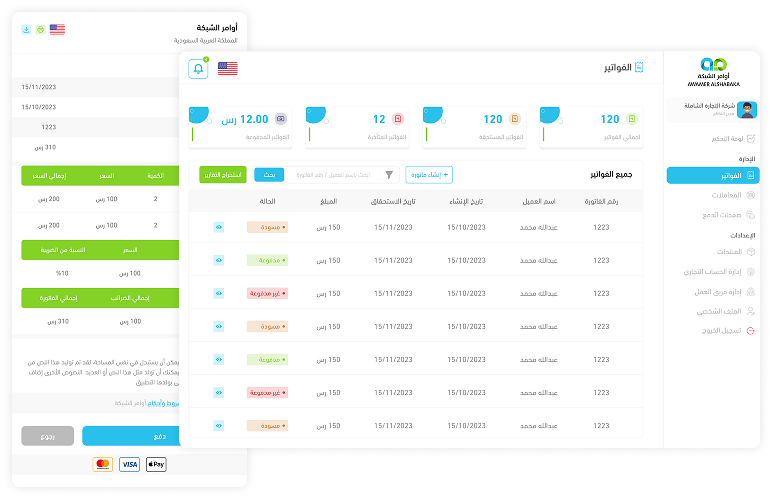 أوامر الشبكة
المملكة العربية السعودية
15/11/2023
15/10/2023
1223
310 رس
الكمية السعر إجمالي السعر
2 100 رس 200 رس
2 100 رس 200 رس
السعر النسبة من الضريبة
100 رس 10%
إجمالي الضرائب إجمالي الفاتورة
100 رس 310 رس
يمكن أن يستبدل في نفس المساحة، لقد تم توليد هذا النص من
يمكنك أن تولد مثل هذا النص أو العديد النصوص الأخرى إضافة
يولدها التطبيق
وأحكام أوامر الشبكة
دفع رجوع
VISA Pay
أوامر الشبكة
AWAMER ALSHABAKA
شركة التجارة الشاملة
لوحة التحكم
الإدارة
الفواتير
المعاملات
صفحات الدفع
الإعدادات
المنتجات
إدارة الحساب التجاري
إدارة فريق العمل
الملف الشخصي
تسجيل الخروج
الفواتير
120 120 12 12.00 رس
اجمالي الفواتير الفواتير المستحقة الفواتير المتأخرة الفواتير المدفوعة
جميع الفواتير + إنشاء فاتورة ابحث باسم العميل / رقم الفاتورة بحث استخراج التقارير
رقم الفاتورة اسم العميل تاريخ الإنشاء تاريخ الاستحقاق المبلغ الحالة
1223 عبدالله محمد 15/10/2023 15/11/2023 150 رس مسودة
1223 عبدالله محمد 15/10/2023 15/11/2023 150 رس مدفوعة
1223 عبدالله محمد 15/10/2023 15/11/2023 150 رس غير مدفوعة
1223 عبدالله محمد 15/10/2023 15/11/2023 150 رس مسودة
1223 عبدالله محمد 15/10/2023 15/11/2023 150 رس مدفوعة
1223 عبدالله محمد 15/10/2023 15/11/2023 150 رس غير مدفوعة
1223 عبدالله محمد 15/10/2023 15/11/2023 150 رس مسودة